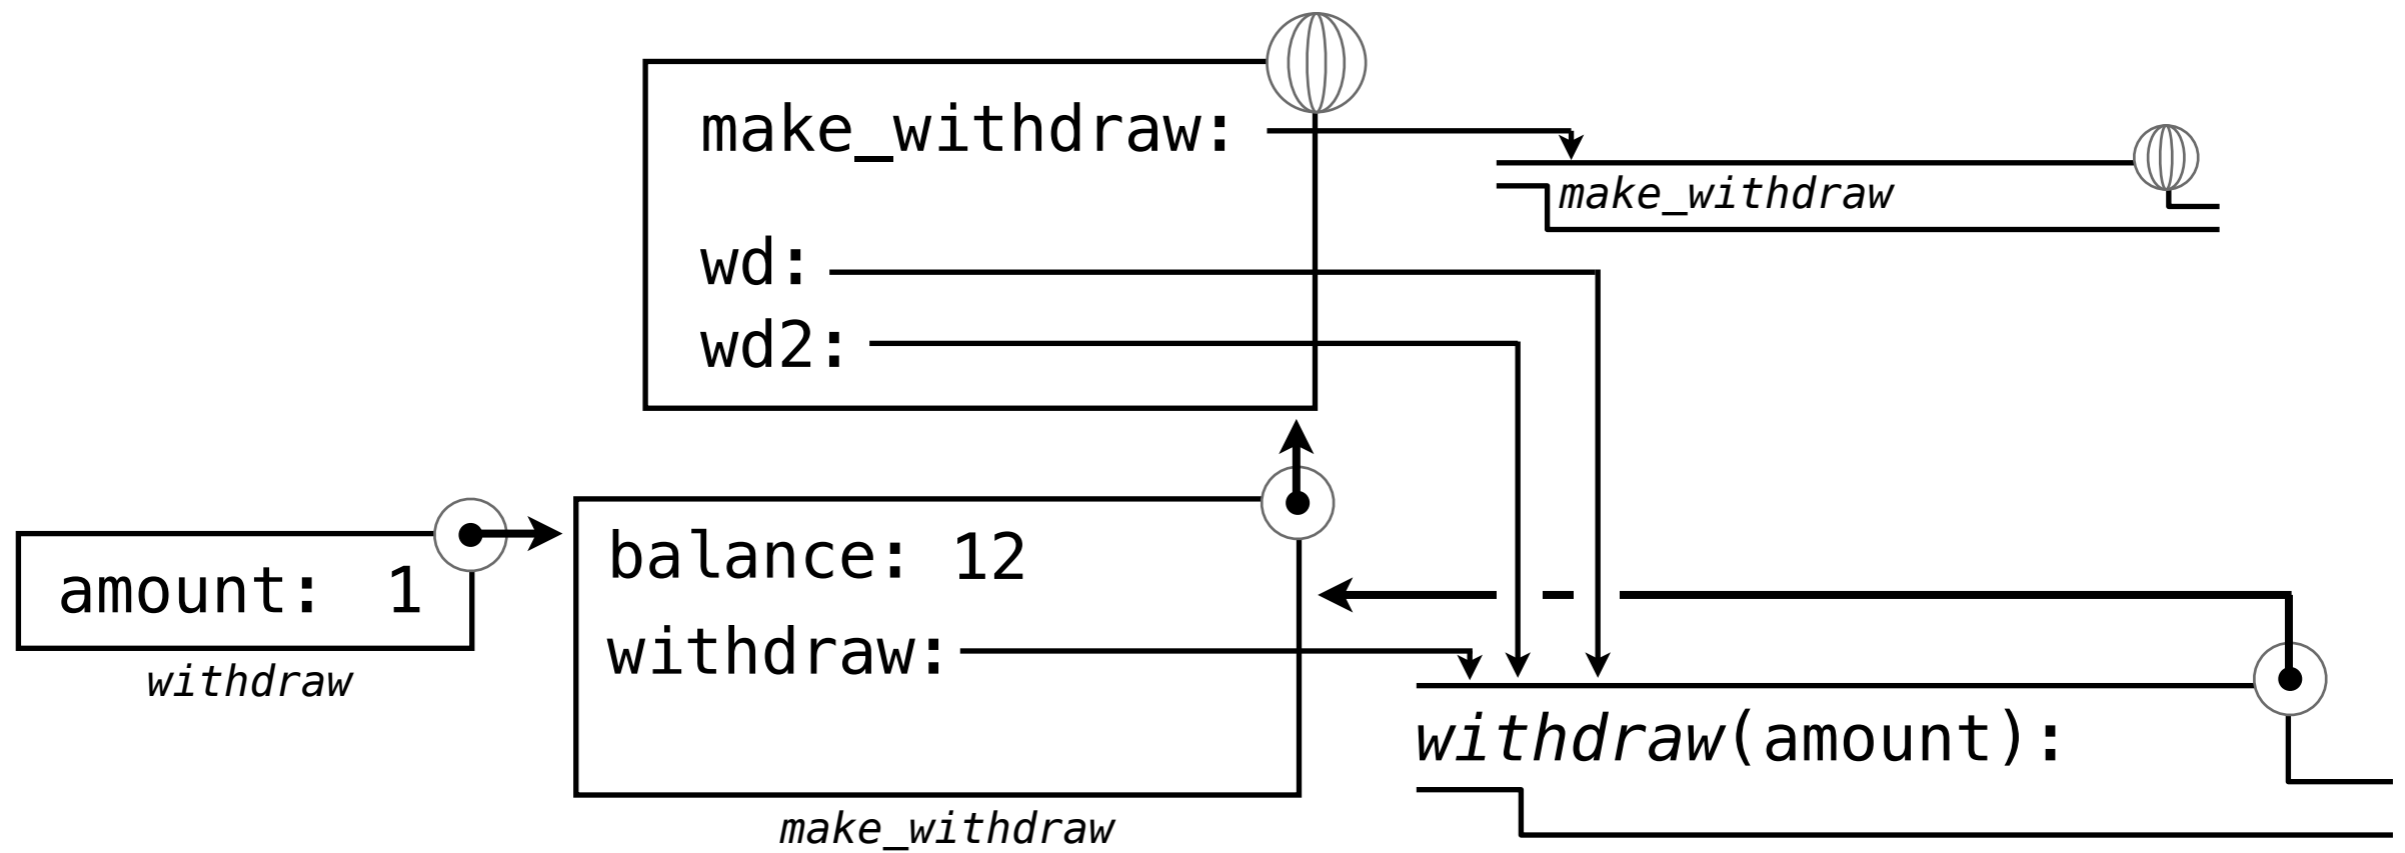 make_withdraw:
make_withdraw
wd:
wd2:
balance: 12
amount: 1
withdraw:
withdraw
withdraw(amount):
make_withdraw